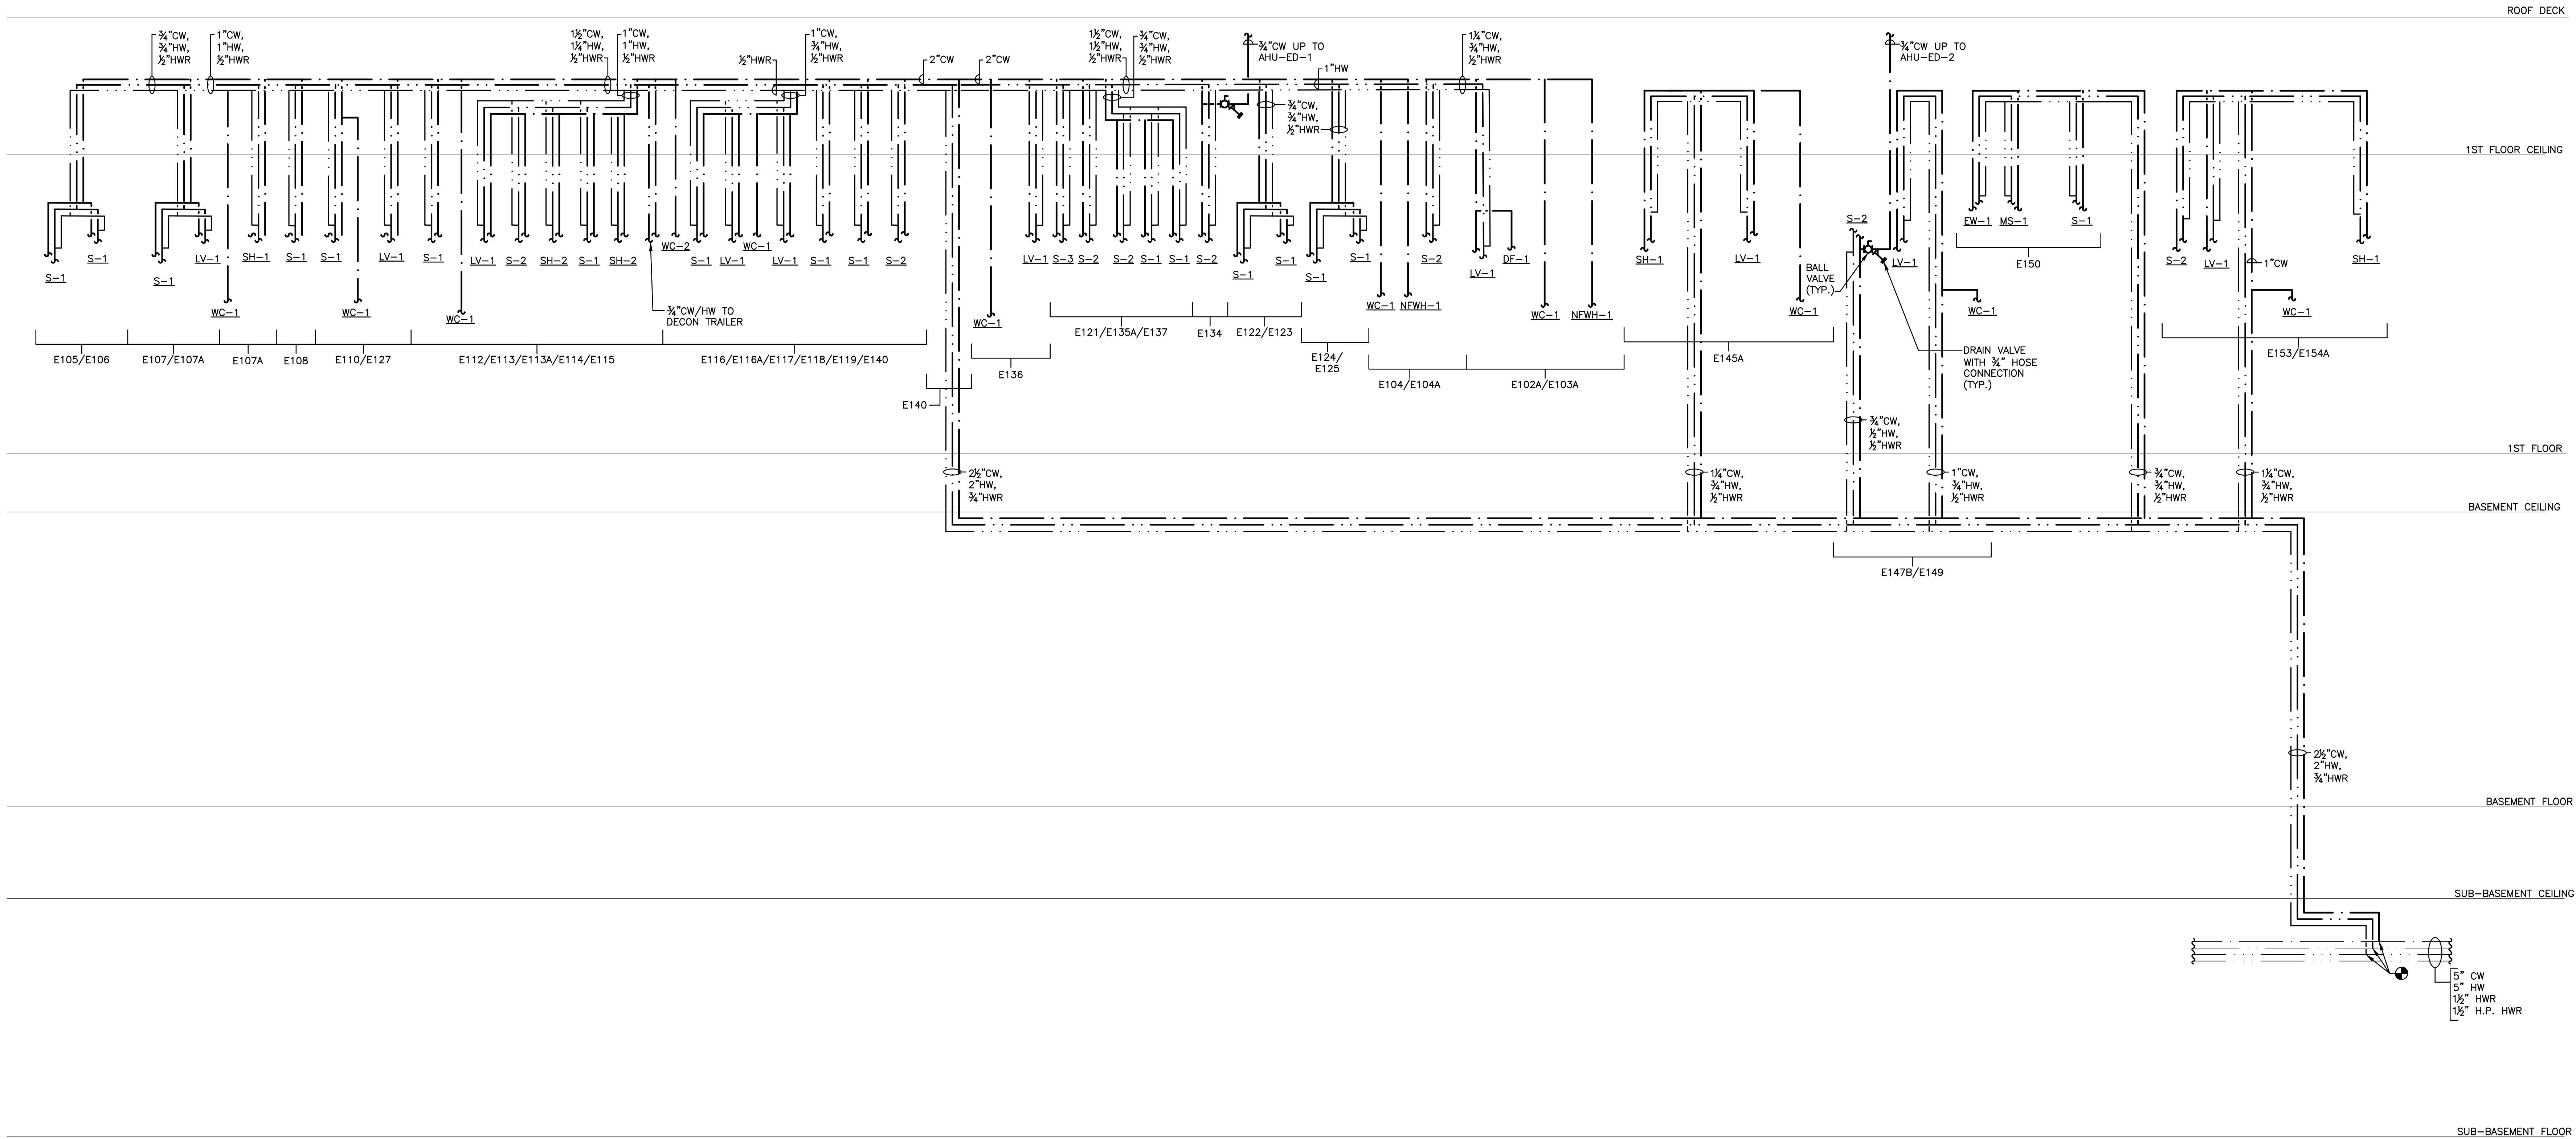 ROOF DECK
¾"CW,
¾"HW,
½"HWR
1"CW,
1"HW,
½"HWR
1½"CW,
1¼"HW,
½"HWR
1"CW,
1"HW,
½"HWR
½"HWR
1"CW,
¾"HW,
½"HWR
2"CW
2"CW
1½"CW,
1½"HW,
½"HWR
¾"CW,
¾"HW,
½"HWR
¾"CW UP TO
AHU-ED-1
1"HW
¾"CW,
¾"HW,
½"HWR
1¼"CW,
¾"HW,
½"HWR
¾"CW UP TO
AHU-ED-2
1ST FLOOR CEILING
S-1
S-1
S-1
LV-1
WC-1
SH-1
S-1
S-1
WC-1
LV-1
S-1
WC-1
LV-1
S-2
SH-2
S-1
SH-2
¾"CW/HW TO
DECON TRAILER
WC-2
S-1
LV-1
WC-1
LV-1
S-1
S-1
S-2
WC-1
LV-1
S-3
S-2
S-2
S-1
S-1
S-2
S-1
S-1
S-1
S-1
WC-1
NFWH-1
S-2
LV-1
DF-1
WC-1
NFWH-1
SH-1
LV-1
WC-1
S-2
BALL
VALVE
(TYP.)
LV-1
WC-1
EW-1
MS-1
S-1
E150
S-2
LV-1
1"CW
WC-1
SH-1
DRAIN VALVE
WITH ¾" HOSE
CONNECTION
(TYP.)
E105/E106
E107/E107A
E107A
E108
E110/E127
E112/E113/E113A/E114/E115
E116/E116A/E117/E118/E119/E140
E140
E136
E121/E135A/E137
E134
E122/E123
E124/
E125
E104/E104A
E102A/E103A
E145A
E153/E154A
¾"CW,
½"HW,
½"HWR
1ST FLOOR
2½"CW,
2"HW,
¾"HWR
1¼"CW,
¾"HW,
½"HWR
1"CW,
¾"HW,
½"HWR
¾"CW,
¾"HW,
½"HWR
1¼"CW,
¾"HW,
½"HWR
BASEMENT CEILING
E147B/E149
2½"CW,
2"HW,
¾"HWR
BASEMENT FLOOR
SUB-BASEMENT CEILING
5" CW
5" HW
1½" HWR
1½" H.P. HWR
SUB-BASEMENT FLOOR